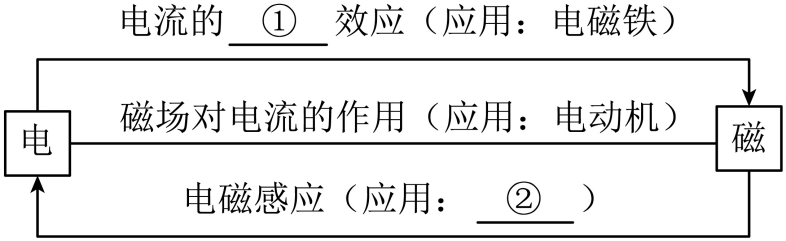 电流的 ① 效应（应用：电磁铁）
磁场对电流的作用（应用：电动机）
电
磁
电磁感应（应用： ② ）